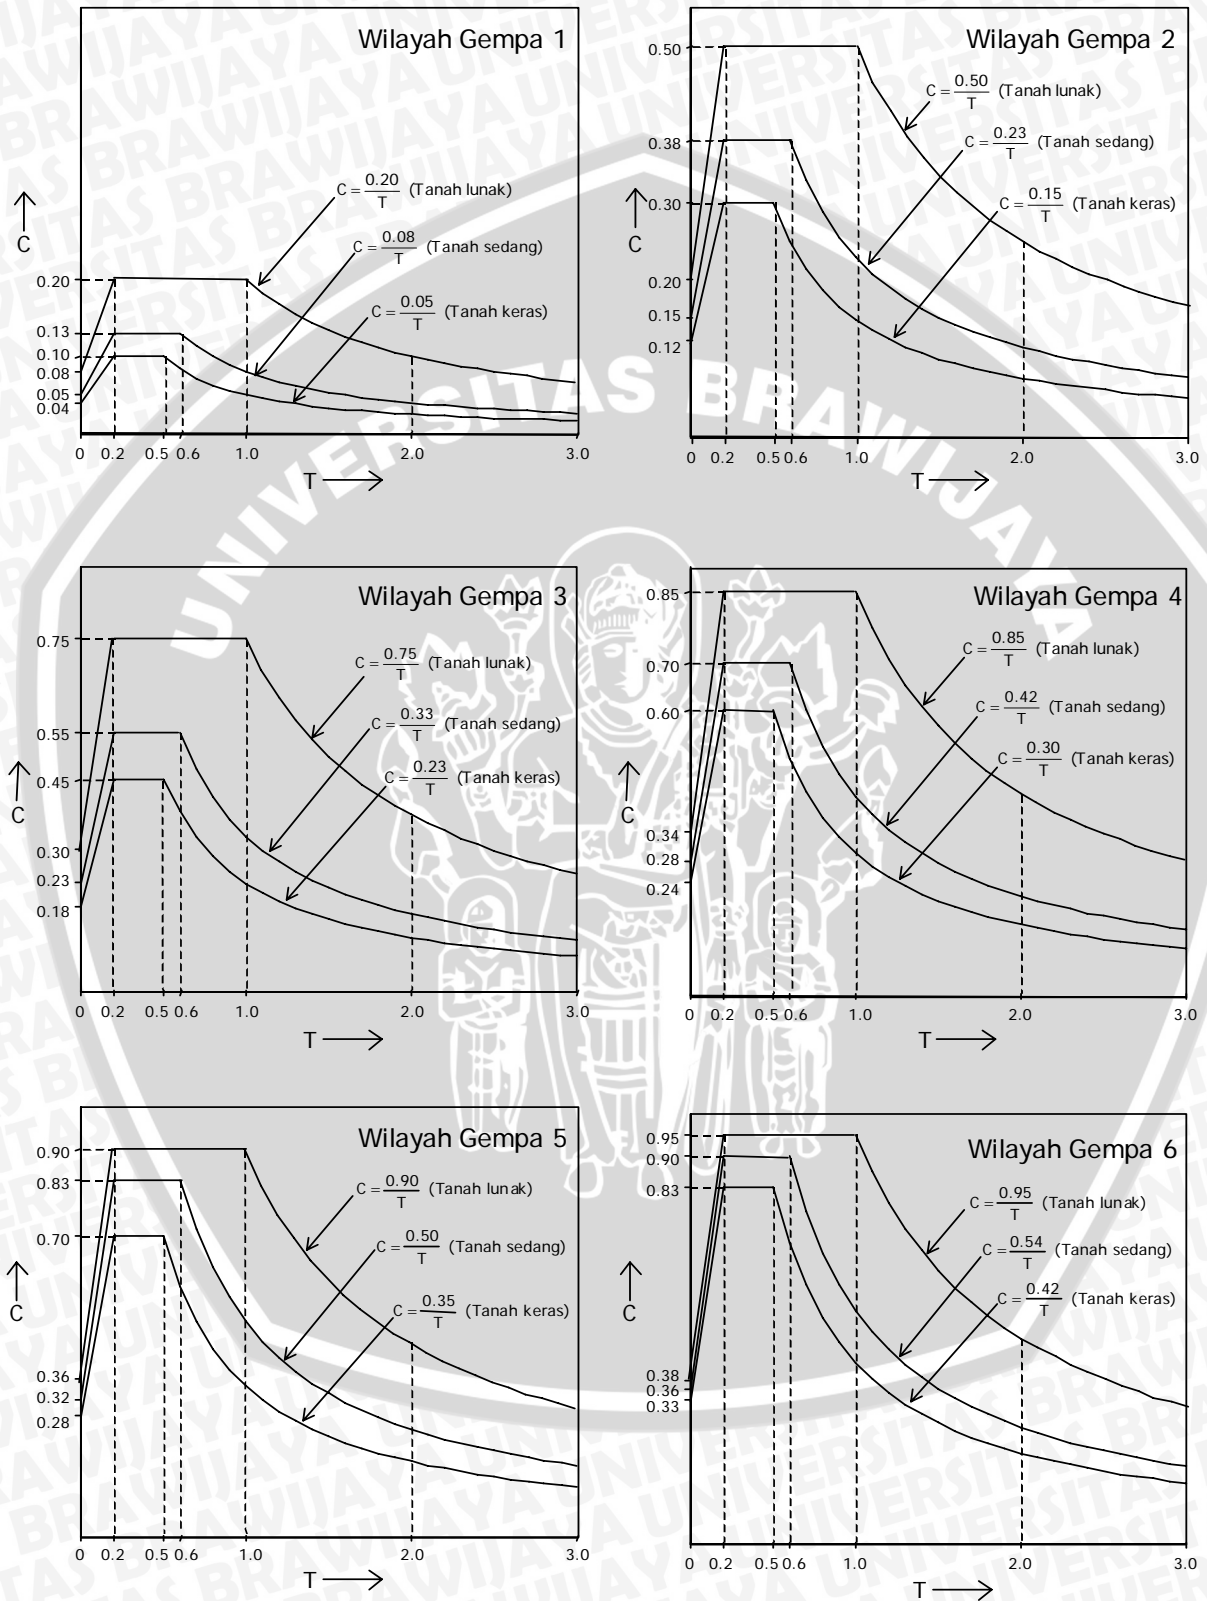 Wilayah Gempa 1
C = 0.20/T (Tanah lunak)
C = 0.08/T (Tanah sedang)
C = 0.05/T (Tanah keras)
C
0.20
0.13
0.10
0.08
0.05
0.04
0 0.2 0.5 0.6 1.0 2.0 3.0
T
Wilayah Gempa 2
C = 0.50/T (Tanah lunak)
C = 0.23/T (Tanah sedang)
C = 0.15/T (Tanah keras)
C
0.50
0.38
0.30
0.20
0.15
0.12
0 0.2 0.5 0.6 1.0 2.0 3.0
T
UNIVERSITAS BRAWIJAYA
Wilayah Gempa 3
C = 0.75/T (Tanah lunak)
C = 0.33/T (Tanah sedang)
C = 0.23/T (Tanah keras)
C
0.75
0.55
0.45
0.30
0.23
0.18
0 0.2 0.5 0.6 1.0 2.0 3.0
T
Wilayah Gempa 4
C = 0.85/T (Tanah lunak)
C = 0.42/T (Tanah sedang)
C = 0.30/T (Tanah keras)
C
0.85
0.70
0.60
0.34
0.28
0.24
0 0.2 0.5 0.6 1.0 2.0 3.0
T
Wilayah Gempa 5
C = 0.90/T (Tanah lunak)
C = 0.50/T (Tanah sedang)
C = 0.35/T (Tanah keras)
C
0.90
0.83
0.70
0.36
0.32
0.28
0 0.2 0.5 0.6 1.0 2.0 3.0
T
Wilayah Gempa 6
C = 0.95/T (Tanah lunak)
C = 0.54/T (Tanah sedang)
C = 0.42/T (Tanah keras)
C
0.95
0.90
0.83
0.38
0.36
0.33
0 0.2 0.5 0.6 1.0 2.0 3.0
T